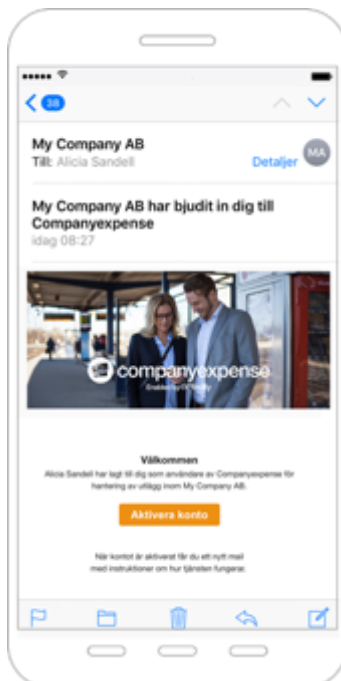 38
My Company AB
Till: Alicia Sandell
Detaljer
MA
My Company AB har bjudit in dig till
Companyexpense
idag 08:27
companyexpense
Välkommen
Alicia Sandell har lagt till dig som användare av Companyexpense för
hantering av utlägg inom My Company AB.
Aktivera konto
När kontot är aktiverat får du ett nytt mail
med instruktioner om hur tjänsten fungerar.